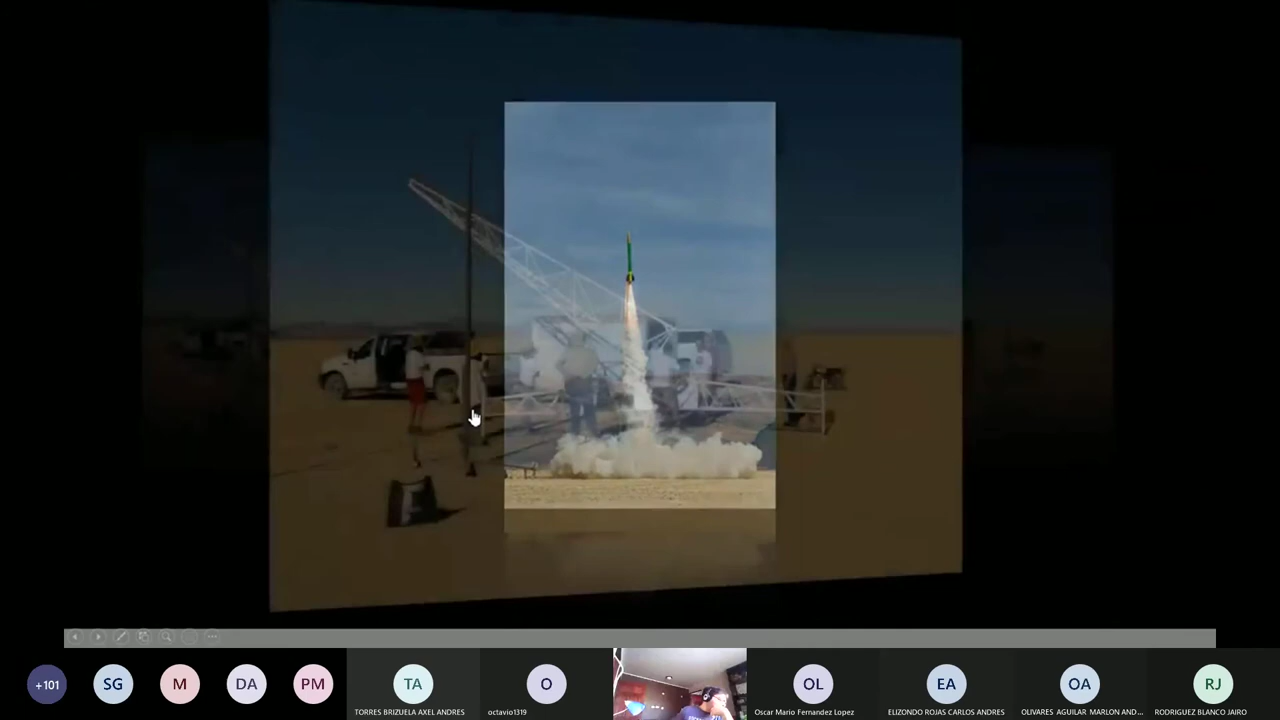 +101
SG
M
DA
PM
TA
O
OL
EA
OA
RJ
TORRES BRIZUELA AXEL ANDRES
octavio1319
Oscar Mario Fernandez Lopez
ELIZONDO ROJAS CARLOS ANDRES
OLIVARES AGUILAR MARLON AND...
RODRIGUEZ BLANCO JAIRO